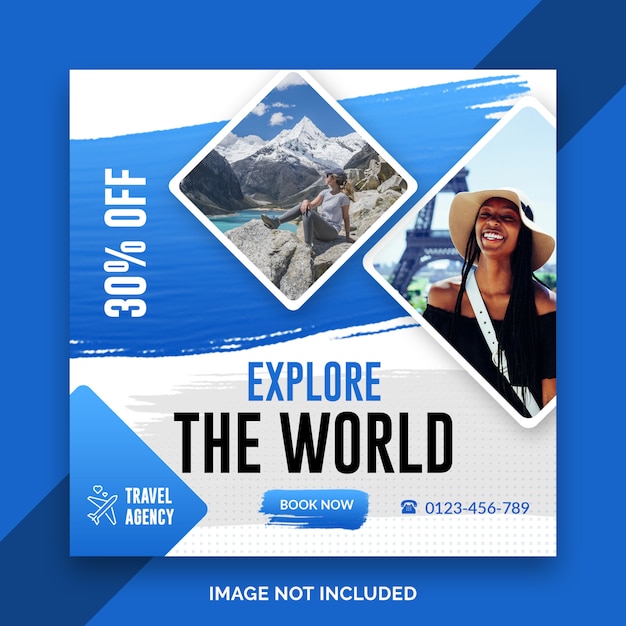 30% OFF
EXPLORE
THE WORLD
TRAVEL
AGENCY
BOOK NOW
0123-456-789
IMAGE NOT INCLUDED